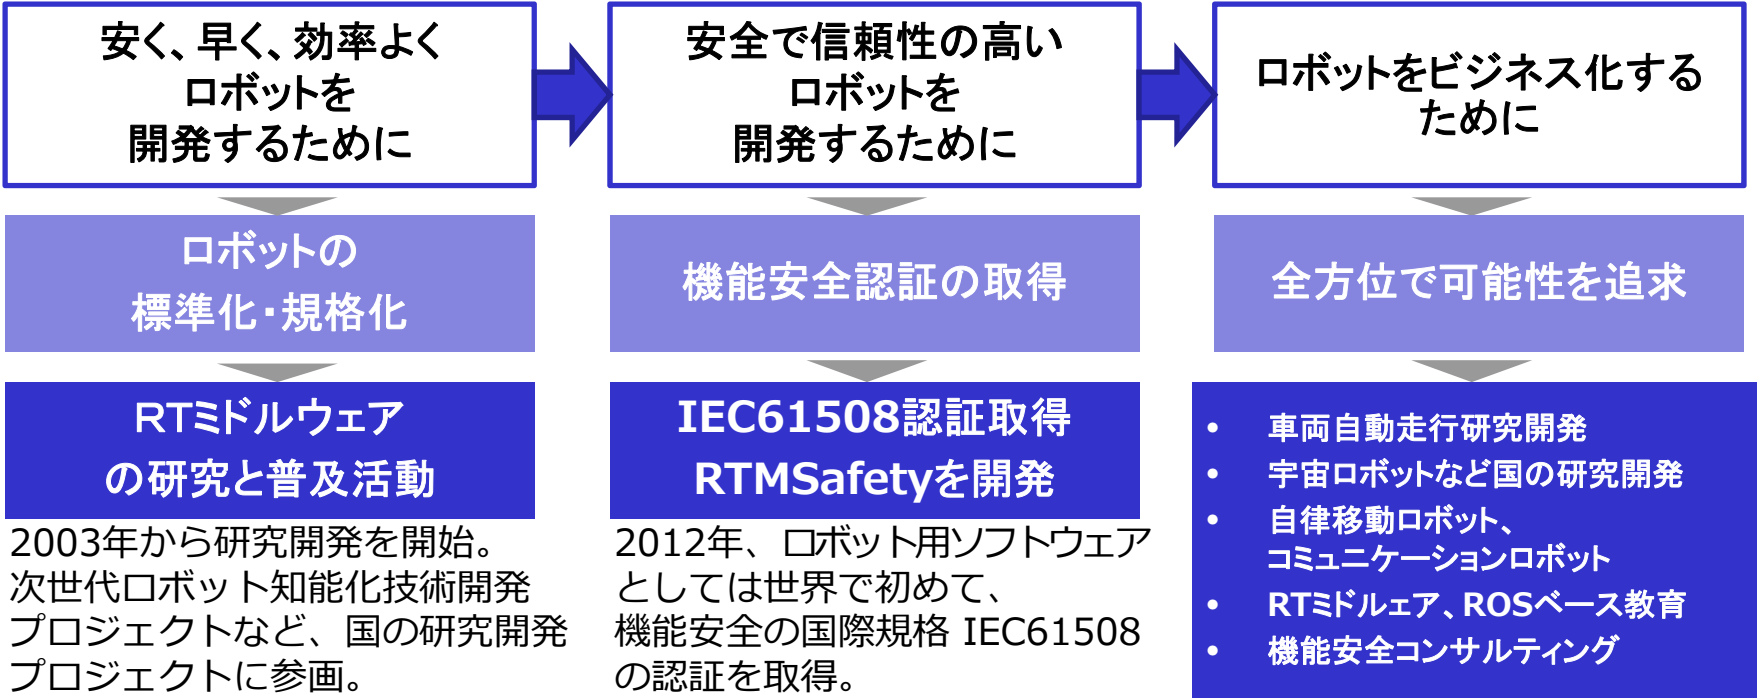 安く、早く、効率よく
ロボットを
開発するために
ロボットの
標準化・規格化
RTミドルウェア
の研究と普及活動
2003年から研究開発を開始。
次世代ロボット知能化技術開発
プロジェクトなど、国の研究開発
プロジェクトに参画。
安全で信頼性の高い
ロボットを
開発するために
機能安全認証の取得
IEC61508認証取得
RTMSafetyを開発
2012年、ロボット用ソフトウェア
としては世界で初めて、
機能安全の国際規格 IEC61508
の認証を取得。
ロボットをビジネス化する
ために
全方位で可能性を追求
• 車両自動走行研究開発
• 宇宙ロボットなど国の研究開発
• 自律移動ロボット、
コミュニケーションロボット
• RTミドルェア、ROSベース教育
• 機能安全コンサルティング